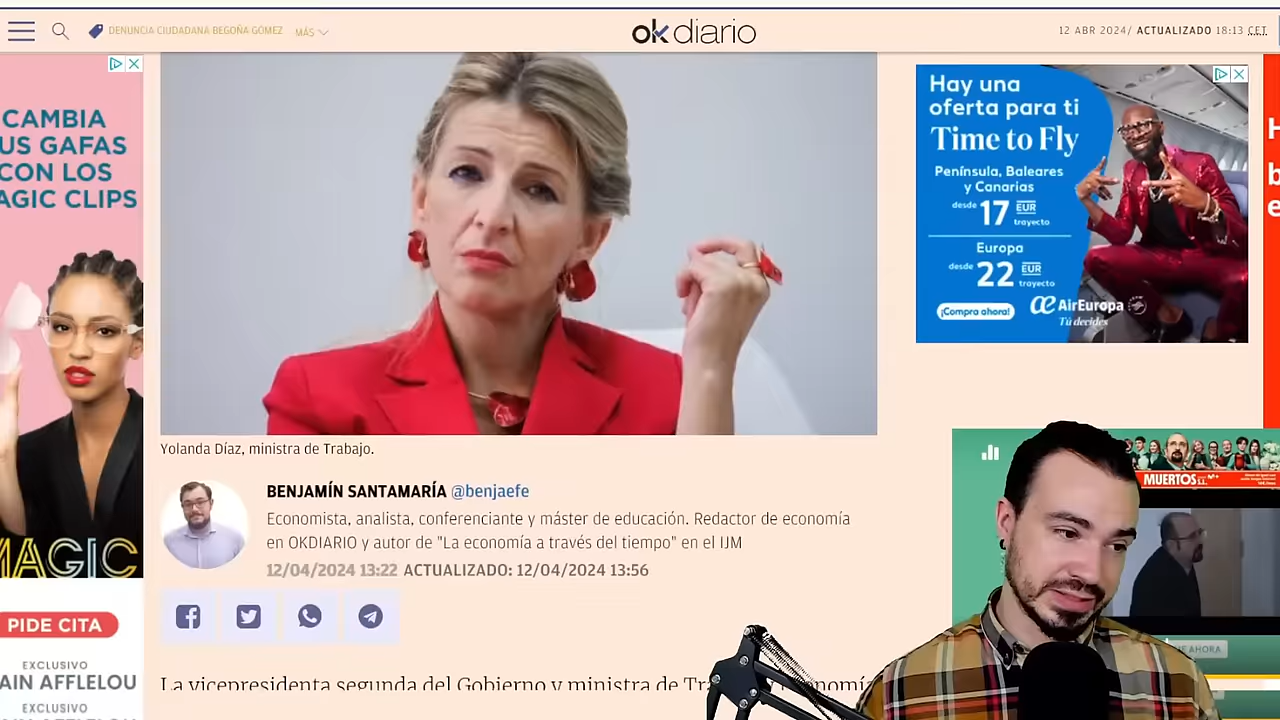 DENUNCIA CIUDADANA BEGOÑA GÓMEZ
MÁS
okdiario
12 ABR 2024/ ACTUALIZADO 18:13 CET
CAMBIA
US GAFAS
CON LOS
AGIC CLIPS
MAGIC
PIDE CITA
EXCLUSIVO
AIN AFFLELOU
EXCLUSIVO
Hay una
oferta para ti
Time to Fly
Península, Baleares
y Canarias
desde 17 EUR trayecto
Europa
desde 22 EUR trayecto
¡Compra ahora!
AirEuropa
Tú decides
H
b
e
Yolanda Díaz, ministra de Trabajo.
BENJAMÍN SANTAMARÍA @benjaefe
Economista, analista, conferenciante y máster de educación. Redactor de economía
en OKDIARIO y autor de "La economía a través del tiempo" en el IJM
12/04/2024 13:22 ACTUALIZADO: 12/04/2024 13:56
MUERTOS
AHORA
La vicepresidenta segunda del Gobierno y ministra de